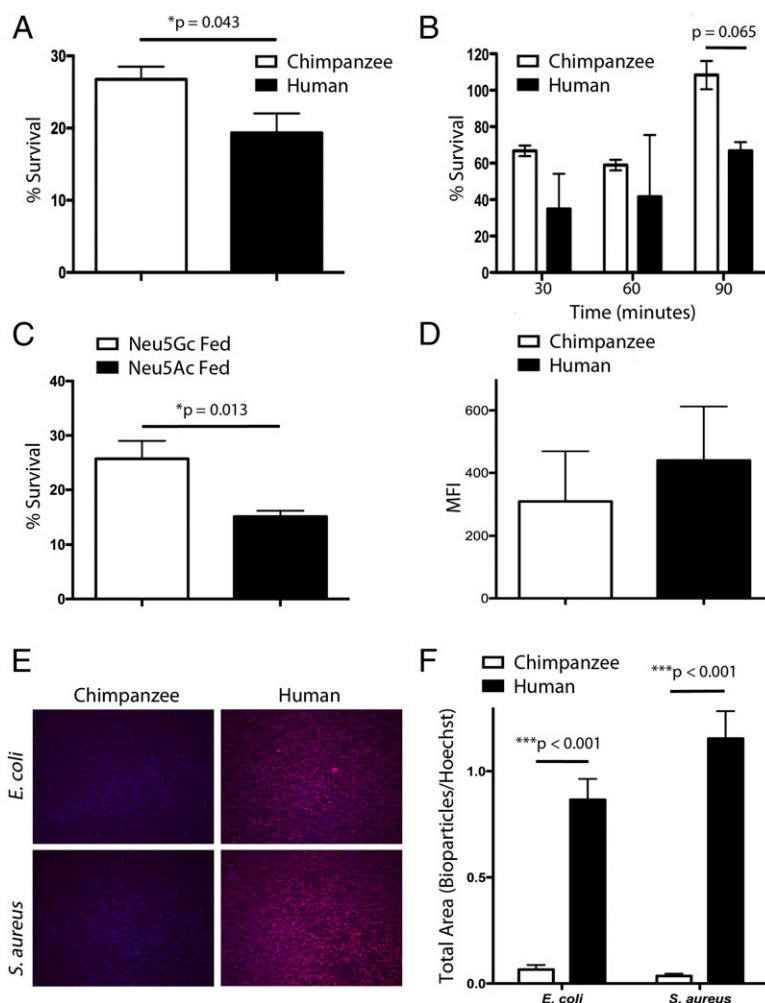 A
*p = 0.043
Chimpanzee
Human
% Survival
30
20
10
0
B
p = 0.065
Chimpanzee
Human
% Survival
120
100
80
60
40
20
0
30 60 90
Time (minutes)
C
Neu5Gc Fed
Neu5Ac Fed
*p = 0.013
% Survival
40
30
20
10
0
D
Chimpanzee
Human
MFI
600
400
200
0
E
Chimpanzee Human
E. coli
S. aureus
F
Chimpanzee
Human
***p < 0.001
***p < 0.001
Total Area (Bioparticles/Hoechst)
1.0
0.5
0.0
E. coli S. aureus